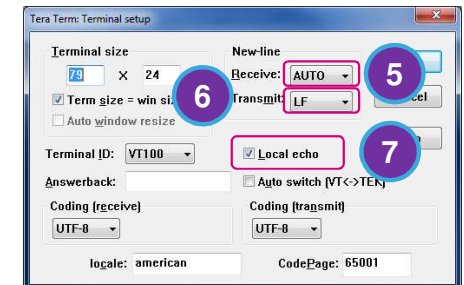 Tera Term: Terminal setup
Terminal size
79 X 24
Term size = win si
Auto window resize
New-line
Receive: AUTO
Transmit: LF
5
6
cel
Terminal ID: VT100
Local echo
7
Answerback:
Auto switch (VT<->TEK)
Coding (receive)
UTF-8
Coding (transmit)
UTF-8
locale: american
CodePage: 65001